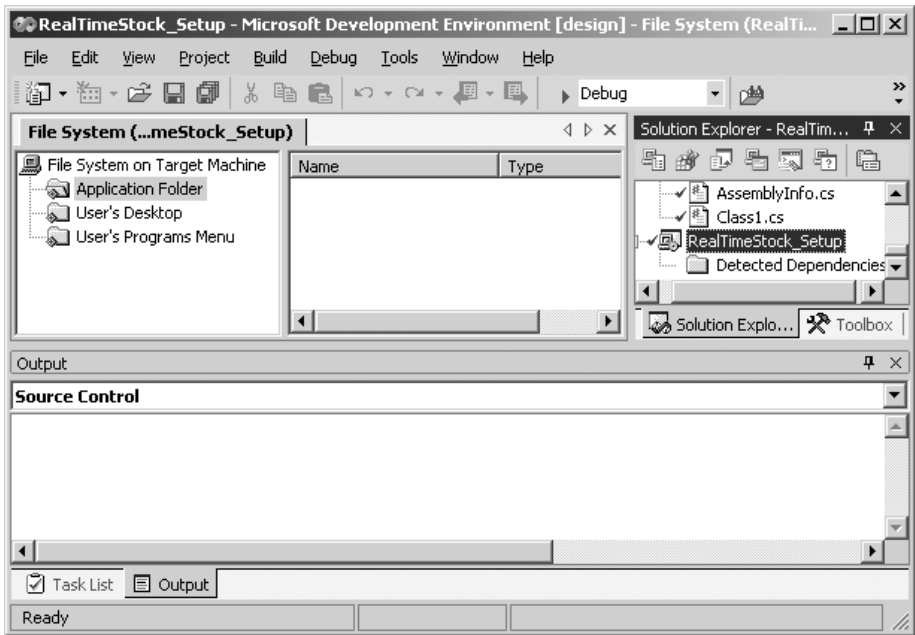 RealTimeStock_Setup - Microsoft Development Environment [design] - File System (RealTi...
File Edit View Project Build Debug Tools Window Help
Debug
File System (...meStock_Setup)
File System on Target Machine
Application Folder
User's Desktop
User's Programs Menu
Name Type
Solution Explorer - RealTim...
AssemblyInfo.cs
Class1.cs
RealTimeStock_Setup
Detected Dependencies
Solution Explo... Toolbox
Output
Source Control
Task List Output
Ready